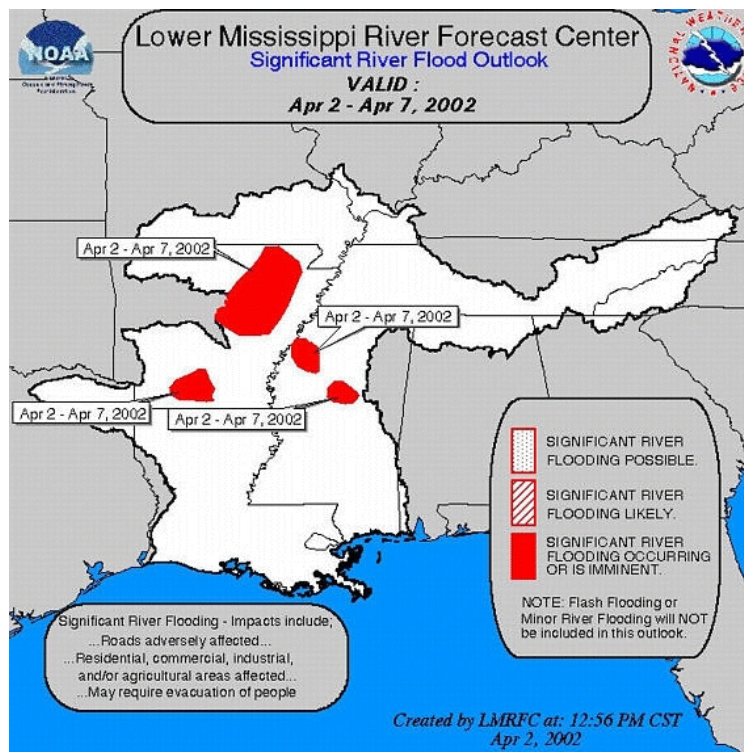 NOAA
Lower Mississippi River Forecast Center
Significant River Flood Outlook
VALID :
Apr 2 - Apr 7, 2002
NATIONAL WEATHER
Apr 2 - Apr 7, 2002
Apr 2 - Apr 7, 2002
Apr 2 - Apr 7, 2002
Apr 2 - Apr 7, 2002
SIGNIFICANT RIVER
FLOODING POSSIBLE.
SIGNIFICANT RIVER
FLOODING LIKELY.
SIGNIFICANT RIVER
FLOODING OCCURRING
OR IS IMMINENT.
NOTE: Flash Flooding or
Minor River Flooding will NOT
be included in this outlook.
Significant River Flooding - Impacts include;
...Roads adversely affected...
...Residential, commercial, industrial,
and/or agricultural areas affected...
...May require evacuation of people
Created by LMRFC at: 12:56 PM CST
Apr 2, 2002